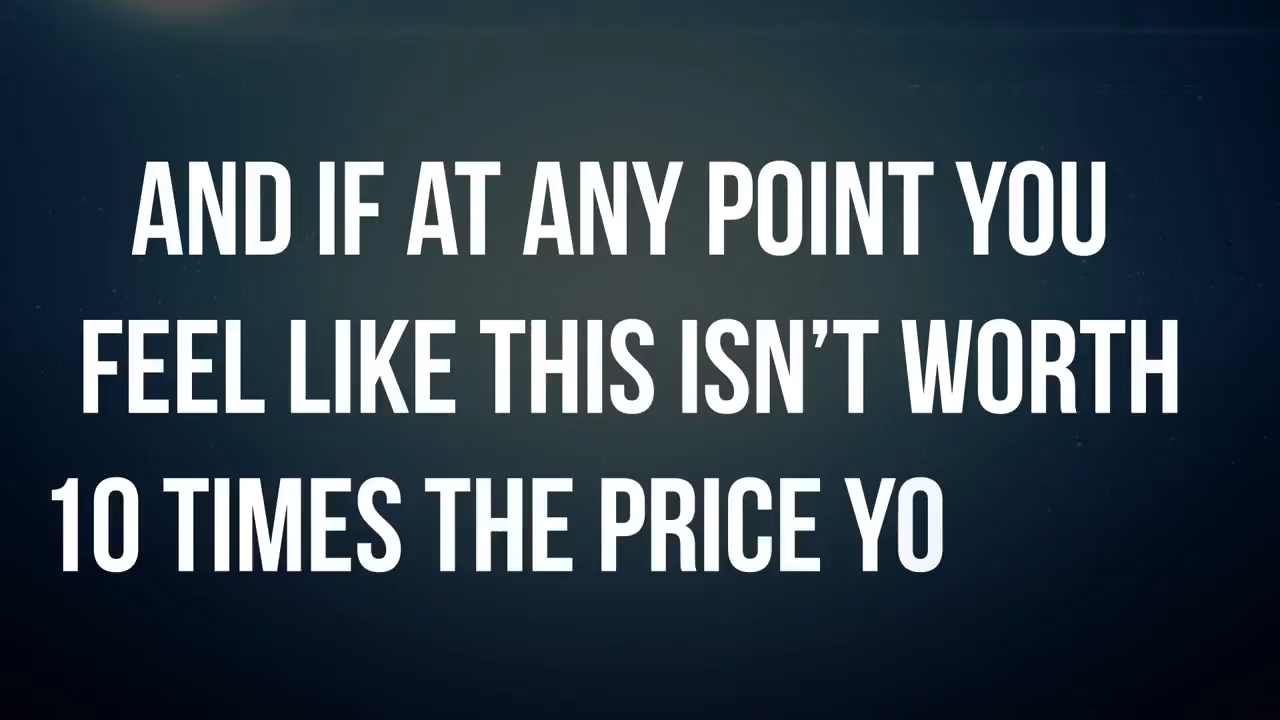 AND IF AT ANY POINT YOU
FEEL LIKE THIS ISN’T WORTH
10 TIMES THE PRICE YO